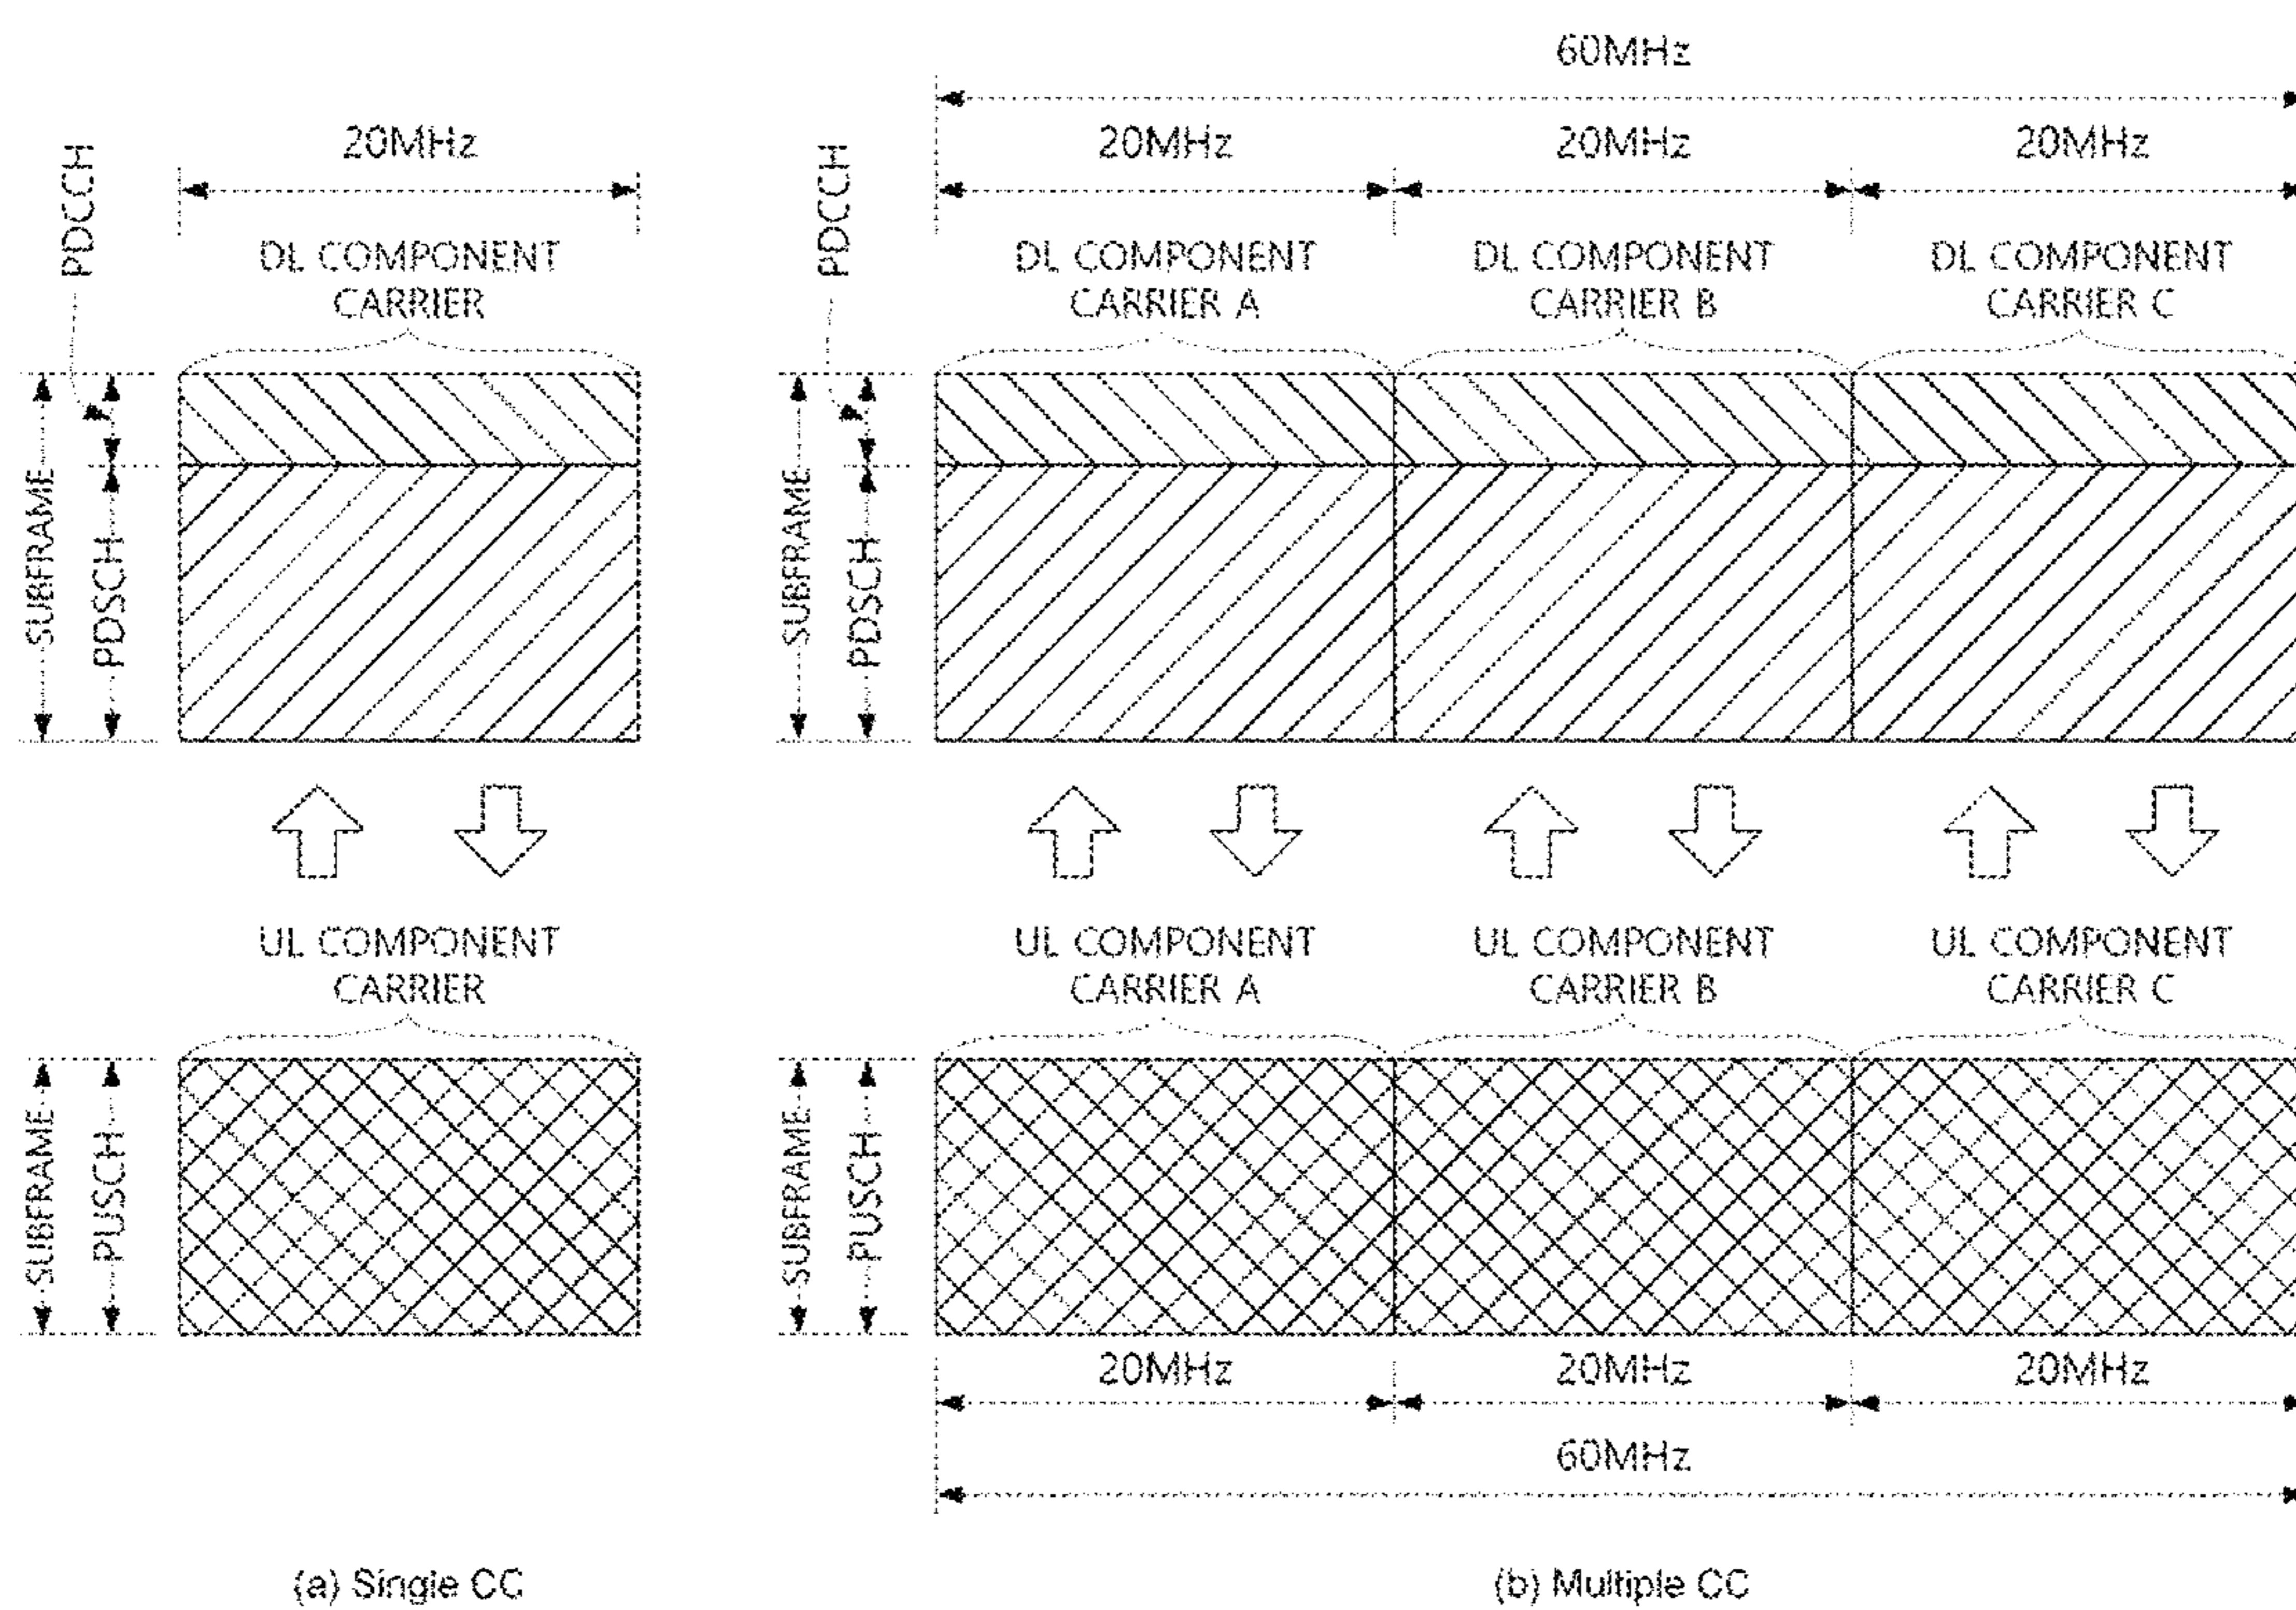 60MHz
20MHz
20MHz
20MHz
20MHz
PDCCH
PDCCH
DL COMPONENT
CARRIER
DL COMPONENT
CARRIER A
DL COMPONENT
CARRIER B
DL COMPONENT
CARRIER C
SUBFRAME
PDSCH
SUBFRAME
PDSCH
UL COMPONENT
CARRIER
UL COMPONENT
CARRIER A
UL COMPONENT
CARRIER B
UL COMPONENT
CARRIER C
SUBFRAME
PUSCH
SUBFRAME
PUSCH
20MHz
20MHz
20MHz
60MHz
(a) Single CC
(b) Multiple CC